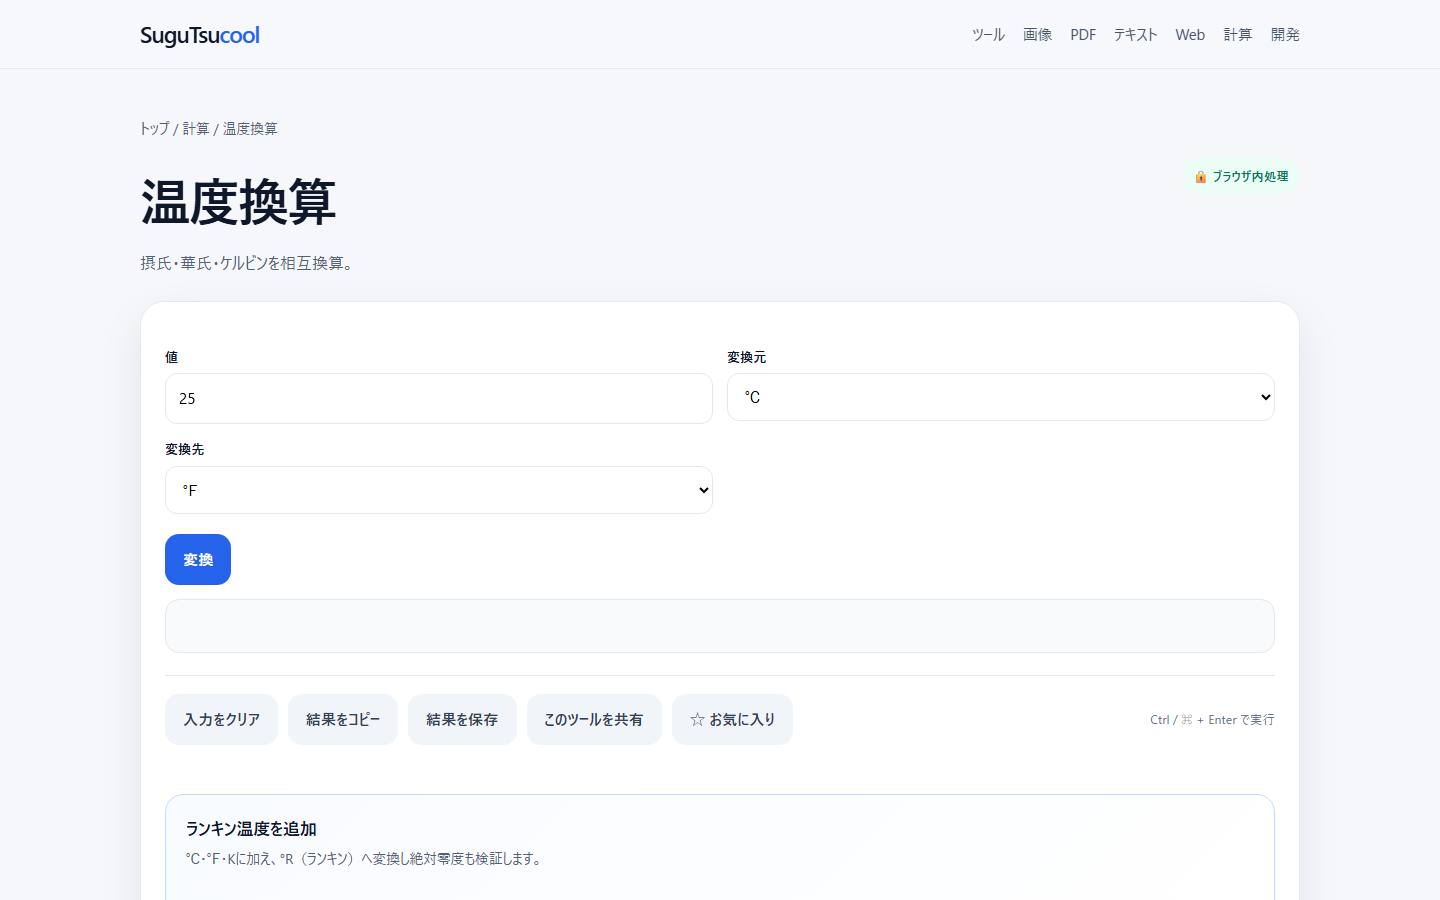 SuguTsucool
ツール 画像 PDF テキスト Web 計算 開発
トップ / 計算 / 温度換算
温度換算
🔒 ブラウザ内処理
摂氏・華氏・ケルビンを相互換算。
値
25
変換元
°C
変換先
°F
変換
入力をクリア
結果をコピー
結果を保存
このツールを共有
☆ お気に入り
Ctrl / ⌘ + Enter で実行
ランキン温度を追加
°C・°F・Kに加え、°R（ランキン）へ変換し絶対零度も検証します。